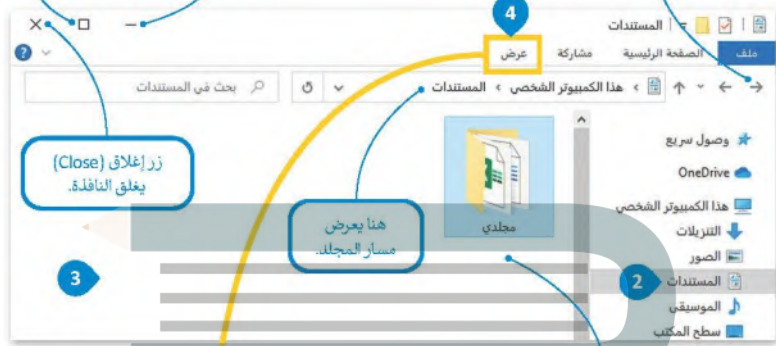 4
المستندات
ملف الصفحة الرئيسية مشاركة عرض
هذا الكمبيوتر الشخصي › المستندات
بحث في المستندات
وصول سريع
OneDrive
هذا الكمبيوتر الشخصي
التنزيلات
الصور
المستندات
2
الموسيقى
سطح المكتب
مجلدي
هنا يعرض
مسار المجلد.
زر إغلاق (Close)
يغلق النافذة.
3